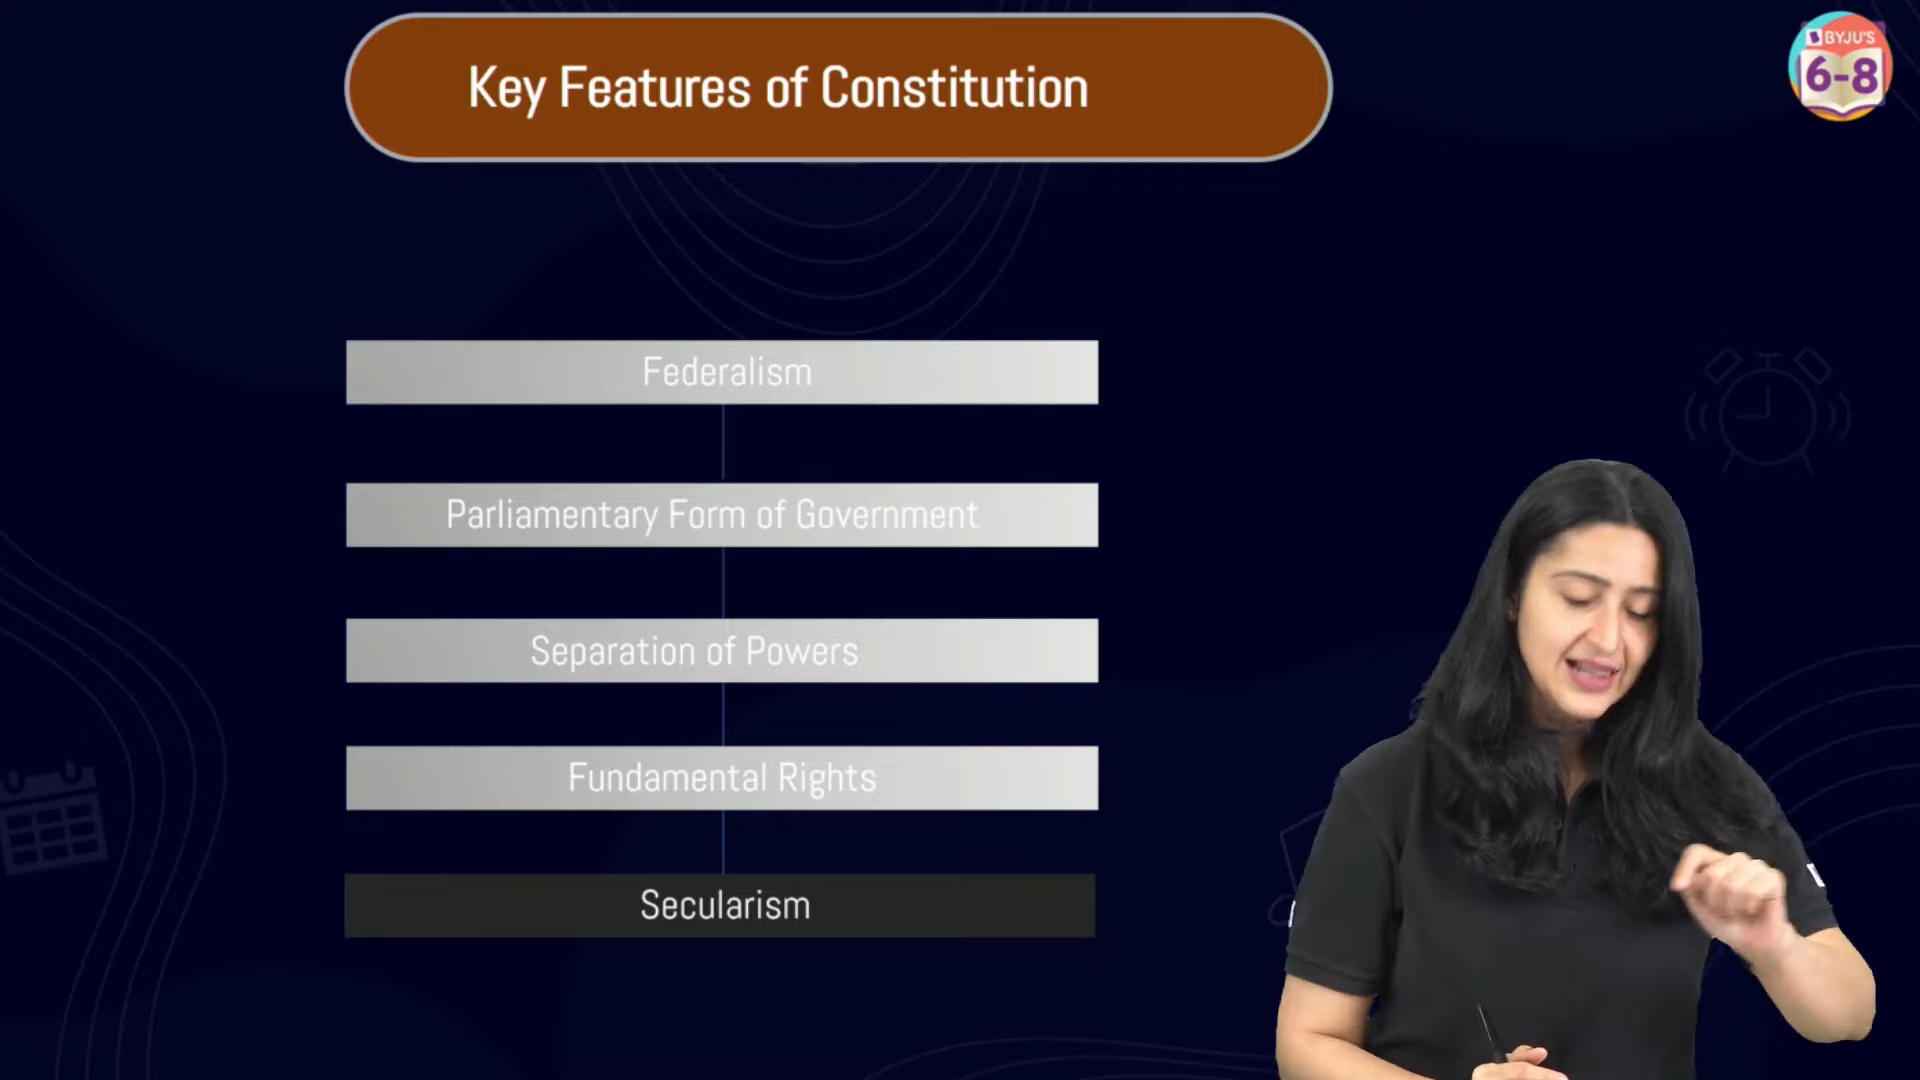 Key Features of Constitution
BYJU'S
6-8
Federalism
Parliamentary Form of Government
Separation of Powers
Fundamental Rights
Secularism